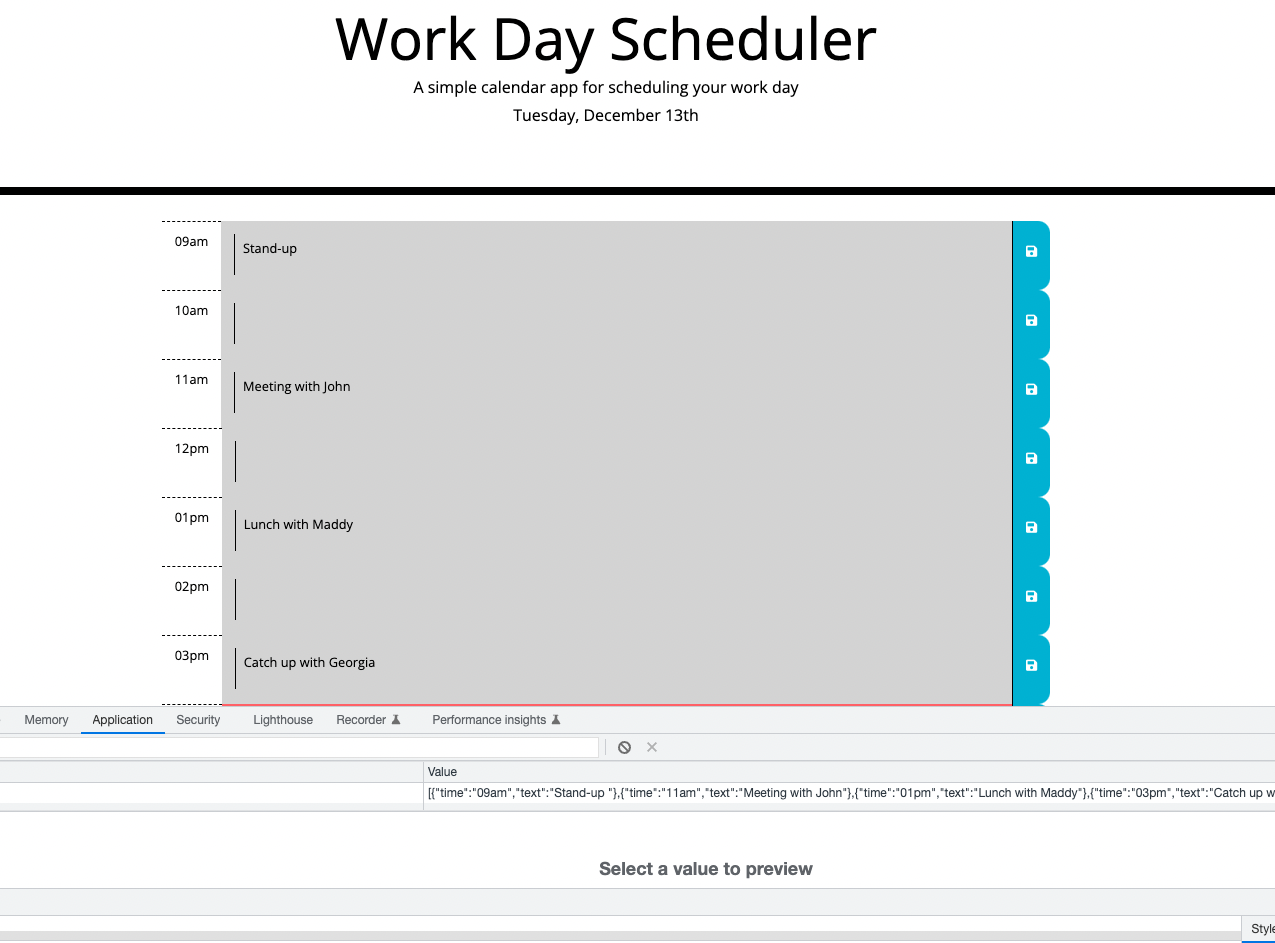 Work Day Scheduler
A simple calendar app for scheduling your work day
Tuesday, December 13th
09am Stand-up
10am
11am Meeting with John
12pm
01pm Lunch with Maddy
02pm
03pm Catch up with Georgia
Memory Application Security Lighthouse Recorder Performance insights
Value
[{"time":"09am","text":"Stand-up "},{"time":"11am","text":"Meeting with John"},{"time":"01pm","text":"Lunch with Maddy"},{"time":"03pm","text":"Catch up w
Select a value to preview
Style